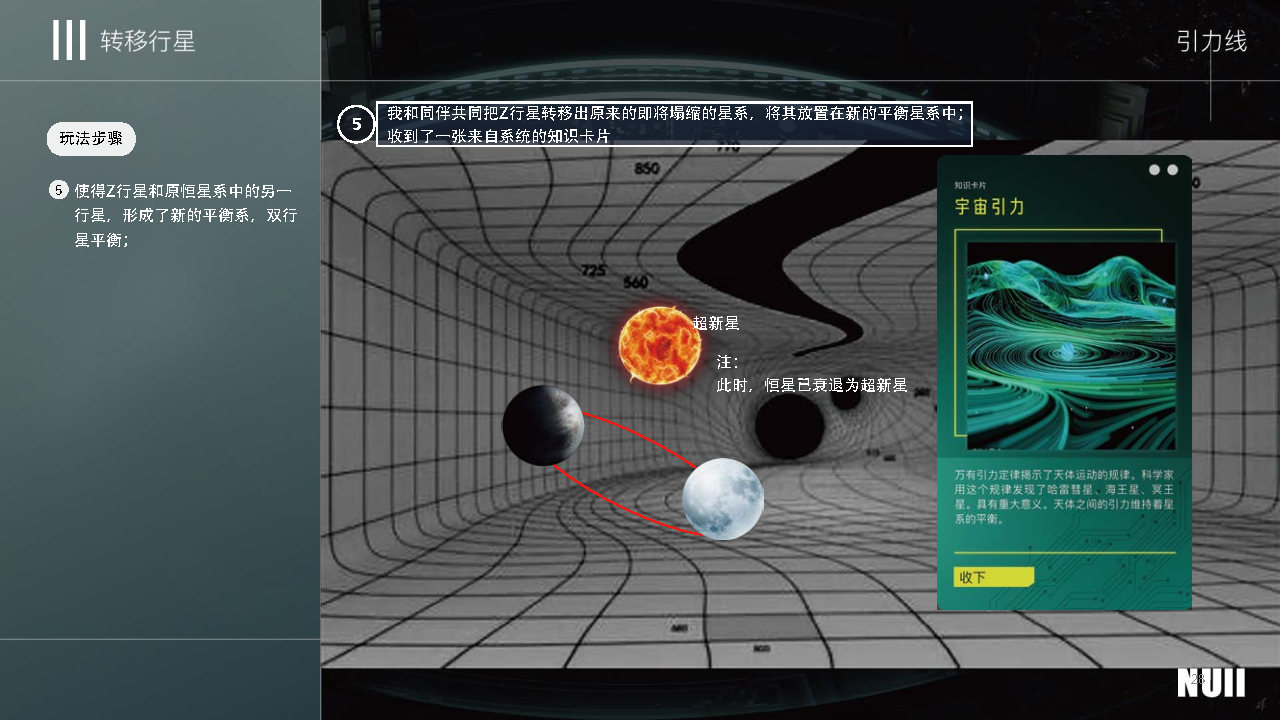 转移行星
引力线
玩法步骤
5 使得Z行星和原恒星系中的另一
行星，形成了新的平衡系，双行
星平衡；
5 我和同伴共同把Z行星转移出原来的即将塌缩的星系，将其放置在新的平衡星系中；
收到了一张来自系统的知识卡片
770
850
725
560
超新星
注：
此时，恒星已衰退为超新星
知识卡片
宇宙引力
万有引力定律揭示了天体运动的规律。科学家
用这个规律发现了哈雷彗星、海王星、冥王
星。具有重大意义。天体之间的引力维持着星
系的平衡。
收下
NUll